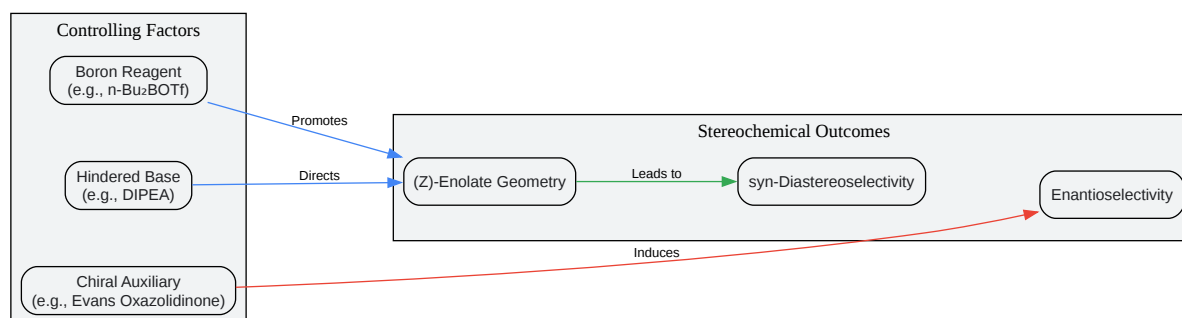 Controlling Factors
Boron Reagent
(e.g., n-Bu₂BOTf)
Promotes
Stereochemical Outcomes
Hindered Base
(e.g., DIPEA)
Directs
(Z)-Enolate Geometry
Leads to
syn-Diastereoselectivity
Enantioselectivity
Induces
Chiral Auxiliary
(e.g., Evans Oxazolidinone)